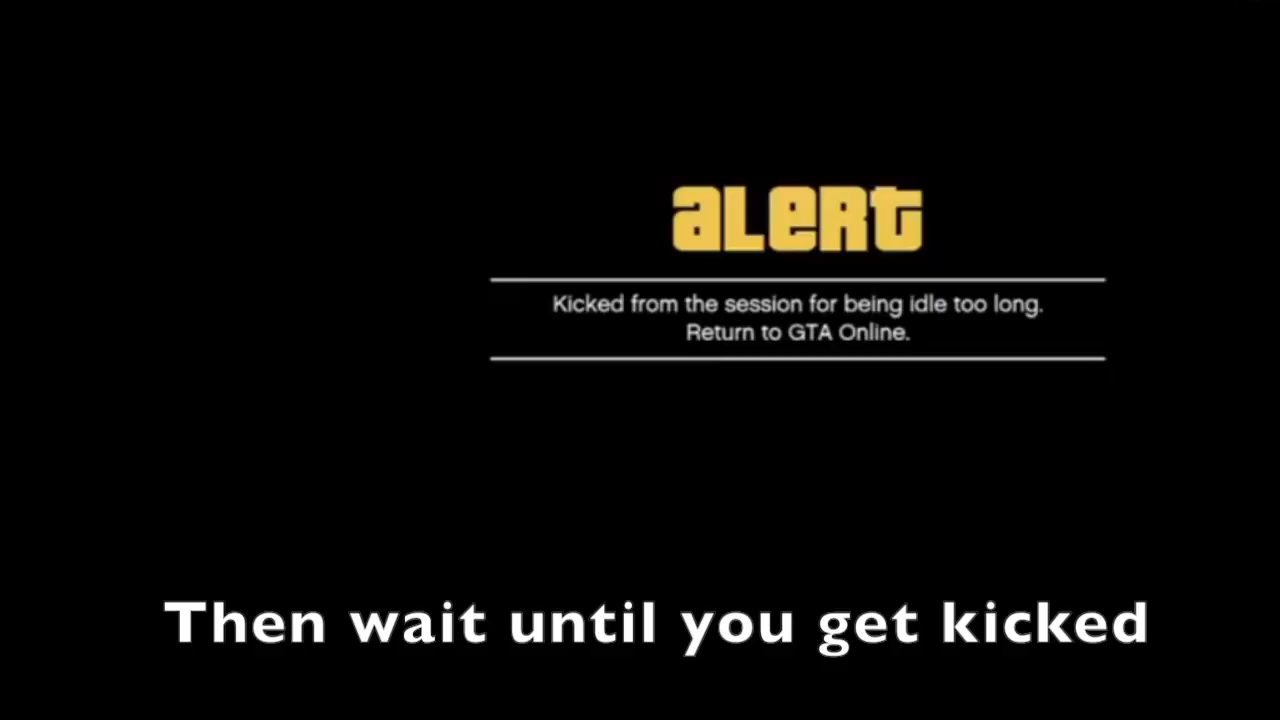 aLeRt
Kicked from the session for being idle too long.
Return to GTA Online.
Then wait until you get kicked